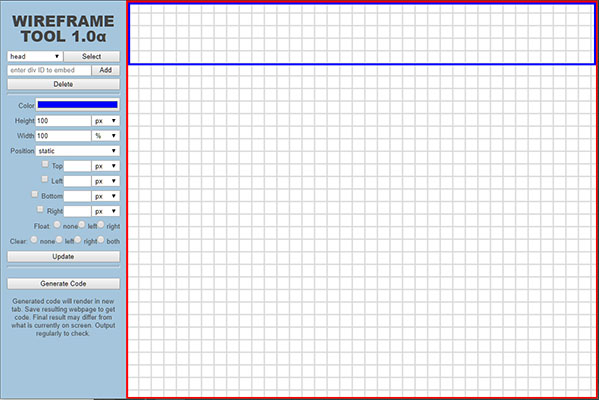 WIREFRAME
TOOL 1.0α
head Select
enter div ID to embed Add
Delete
Color
Height 100 px
Width 100 %
Position static
Top px
Left px
Bottom px
Right px
Float: none left right
Clear: none left right both
Update
Generate Code
Generated code will render in new
tab. Save resulting webpage to get
code. Final result may differ from
what is currently on screen. Output
regularly to check.